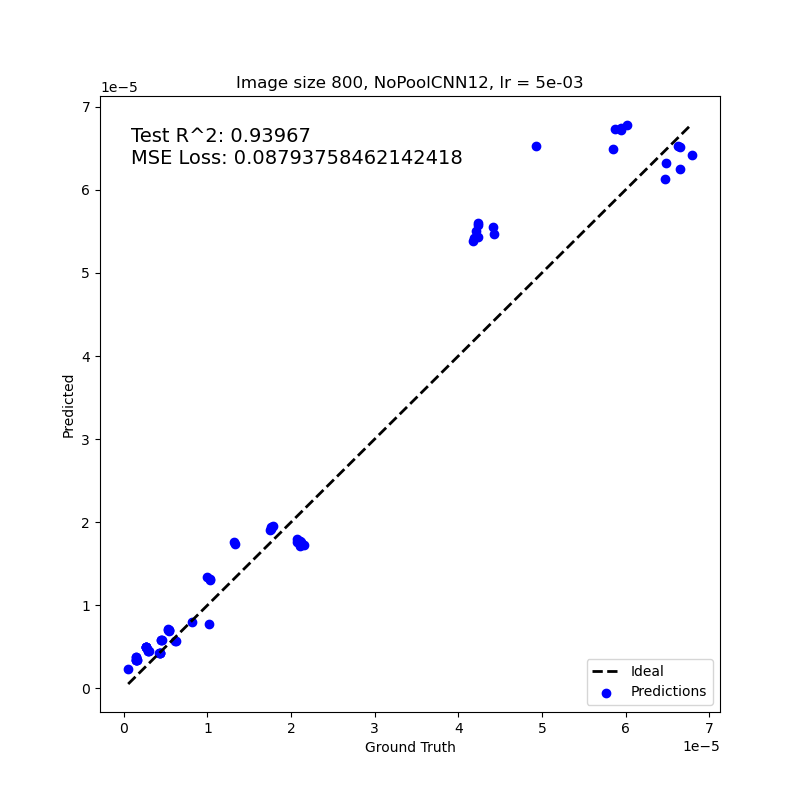 Image size 800, NoPoolCNN12, lr = 5e-03
1e−5
7
Test R^2: 0.93967
MSE Loss: 0.08793758462142418
6
5
4
3
2
1
0
Predicted
Ideal
Predictions
0 1 2 3 4 5 6 7
Ground Truth
1e−5